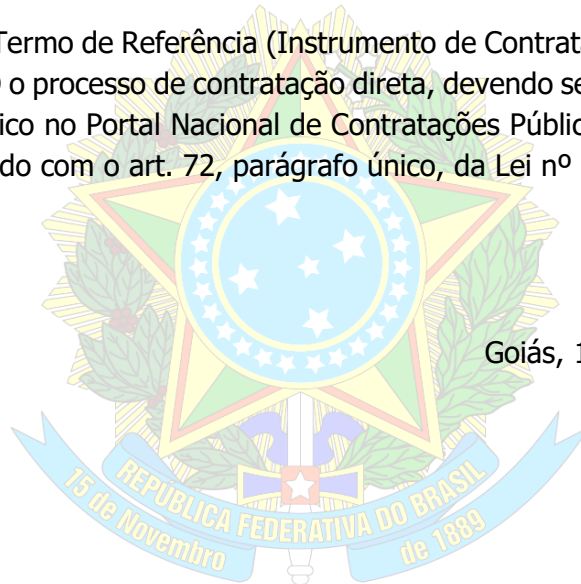 Termo de Referência (Instrumento de Contrata
o processo de contratação direta, devendo se
ico no Portal Nacional de Contratações Públic
do com o art. 72, parágrafo único, da Lei nº
Goiás, 1
REPÚBLICA FEDERATIVA DO BRASIL
15 de Novembro
de 1889